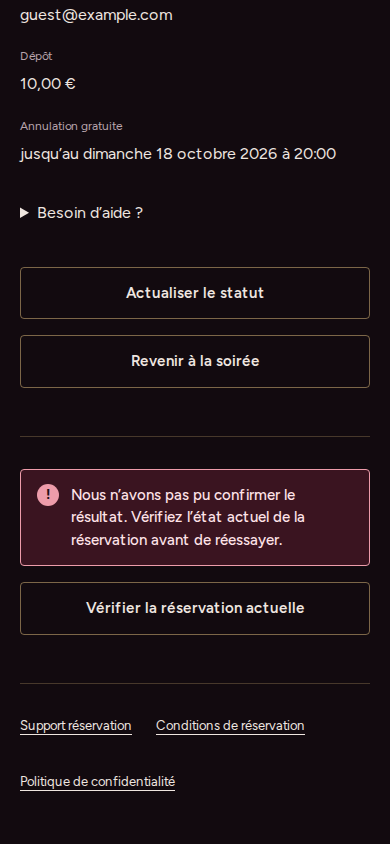 guest@example.com
Dépôt
10,00 €
Annulation gratuite
jusqu’au dimanche 18 octobre 2026 à 20:00
Besoin d’aide ?
Actualiser le statut
Revenir à la soirée
!
Nous n’avons pas pu confirmer le
résultat. Vérifiez l’état actuel de la
réservation avant de réessayer.
Vérifier la réservation actuelle
Support réservation Conditions de réservation
Politique de confidentialité